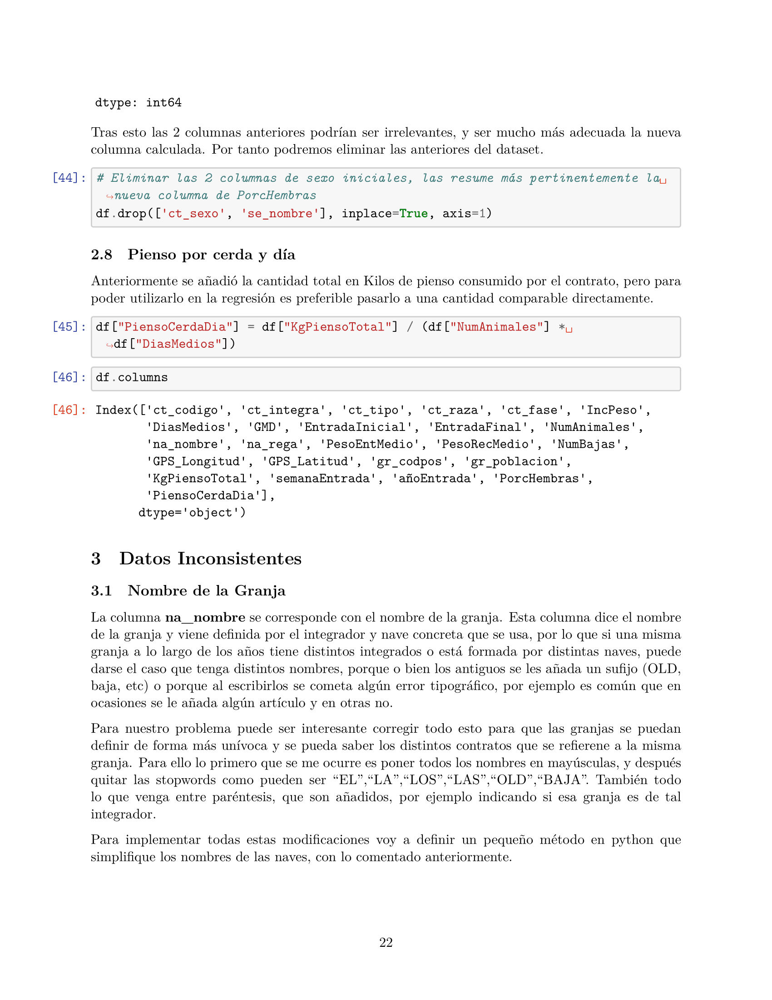 dtype: int64
Tras esto las 2 columnas anteriores podrían ser irrelevantes, y ser mucho más adecuada la nueva
columna calculada. Por tanto podremos eliminar las anteriores del dataset.
[44]: # Eliminar las 2 columnas de sexo iniciales, las resume más pertinentemente la␣
↪nueva columna de PorcHembras
df.drop(['ct_sexo', 'se_nombre'], inplace=True, axis=1)
2.8 Pienso por cerda y día
Anteriormente se añadió la cantidad total en Kilos de pienso consumido por el contrato, pero para
poder utilizarlo en la regresión es preferible pasarlo a una cantidad comparable directamente.
[45]: df["PiensoCerdaDia"] = df["KgPiensoTotal"] / (df["NumAnimales"] *␣
↪df["DiasMedios"])
[46]: df.columns
[46]: Index(['ct_codigo', 'ct_integra', 'ct_tipo', 'ct_raza', 'ct_fase', 'IncPeso',
'DiasMedios', 'GMD', 'EntradaInicial', 'EntradaFinal', 'NumAnimales',
'na_nombre', 'na_rega', 'PesoEntMedio', 'PesoRecMedio', 'NumBajas',
'GPS_Longitud', 'GPS_Latitud', 'gr_codpos', 'gr_poblacion',
'KgPiensoTotal', 'semanaEntrada', 'añoEntrada', 'PorcHembras',
'PiensoCerdaDia'],
dtype='object')
3 Datos Inconsistentes
3.1 Nombre de la Granja
La columna na_nombre se corresponde con el nombre de la granja. Esta columna dice el nombre
de la granja y viene definida por el integrador y nave concreta que se usa, por lo que si una misma
granja a lo largo de los años tiene distintos integrados o está formada por distintas naves, puede
darse el caso que tenga distintos nombres, porque o bien los antiguos se les añada un sufijo (OLD,
baja, etc) o porque al escribirlos se cometa algún error tipográfico, por ejemplo es común que en
ocasiones se le añada algún artículo y en otras no.
Para nuestro problema puede ser interesante corregir todo esto para que las granjas se puedan
definir de forma más unívoca y se pueda saber los distintos contratos que se refierene a la misma
granja. Para ello lo primero que se me ocurre es poner todos los nombres en mayúsculas, y después
quitar las stopwords como pueden ser “EL”,“LA”,“LOS”,“LAS”,“OLD”,“BAJA”. También todo
lo que venga entre paréntesis, que son añadidos, por ejemplo indicando si esa granja es de tal
integrador.
Para implementar todas estas modificaciones voy a definir un pequeño método en python que
simplifique los nombres de las naves, con lo comentado anteriormente.
22